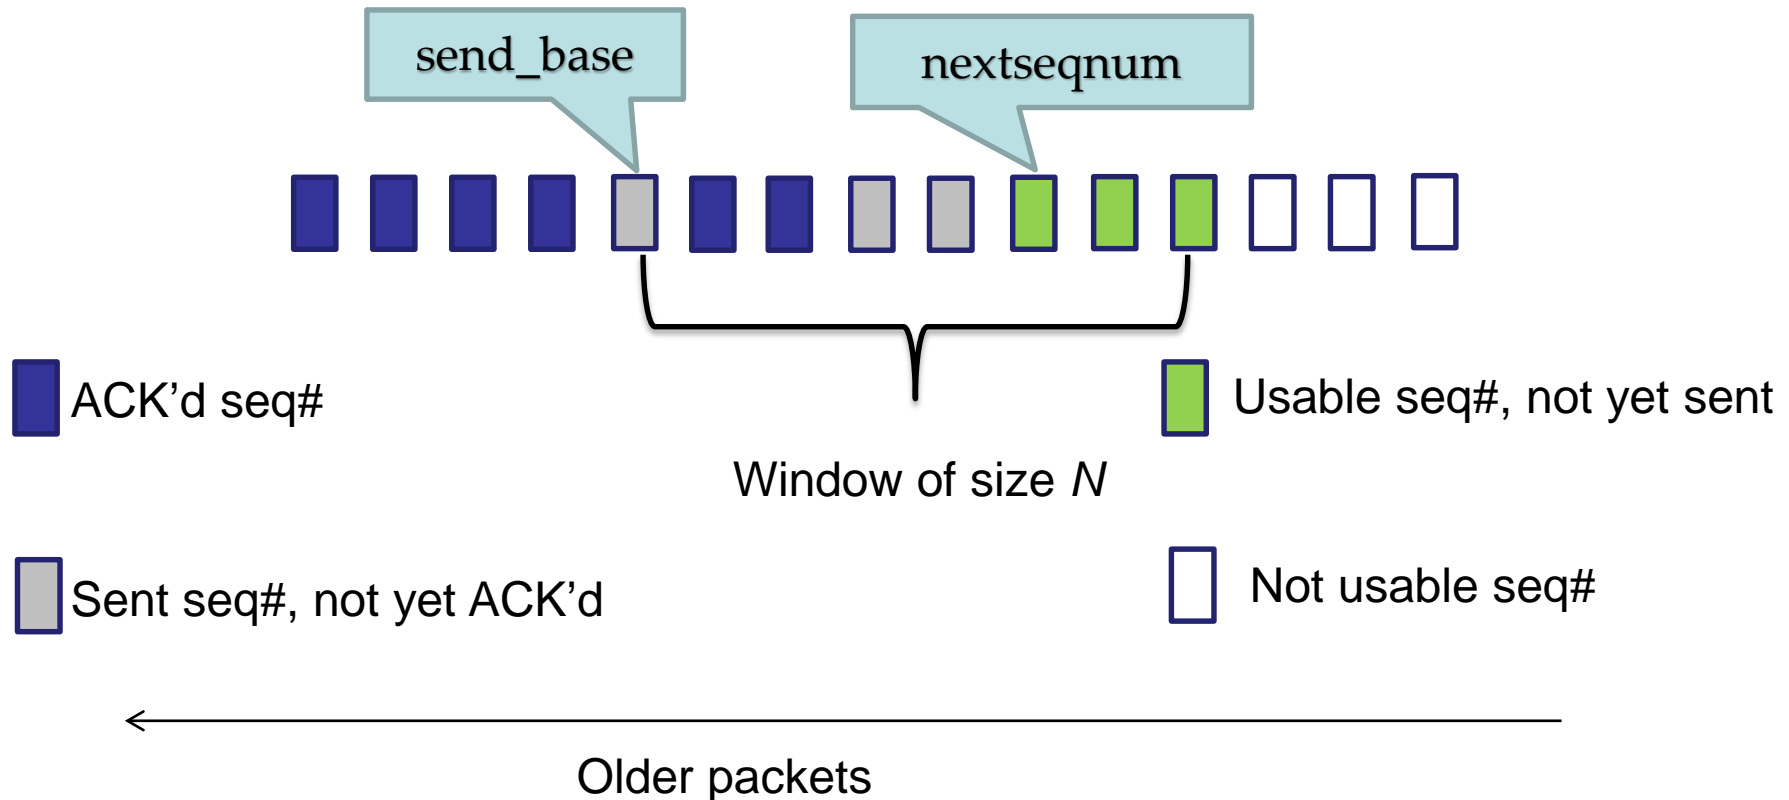 send_base
nextseqnum
ACK’d seq#
Usable seq#, not yet sent
Window of size N
Sent seq#, not yet ACK’d
Not usable seq#
Older packets